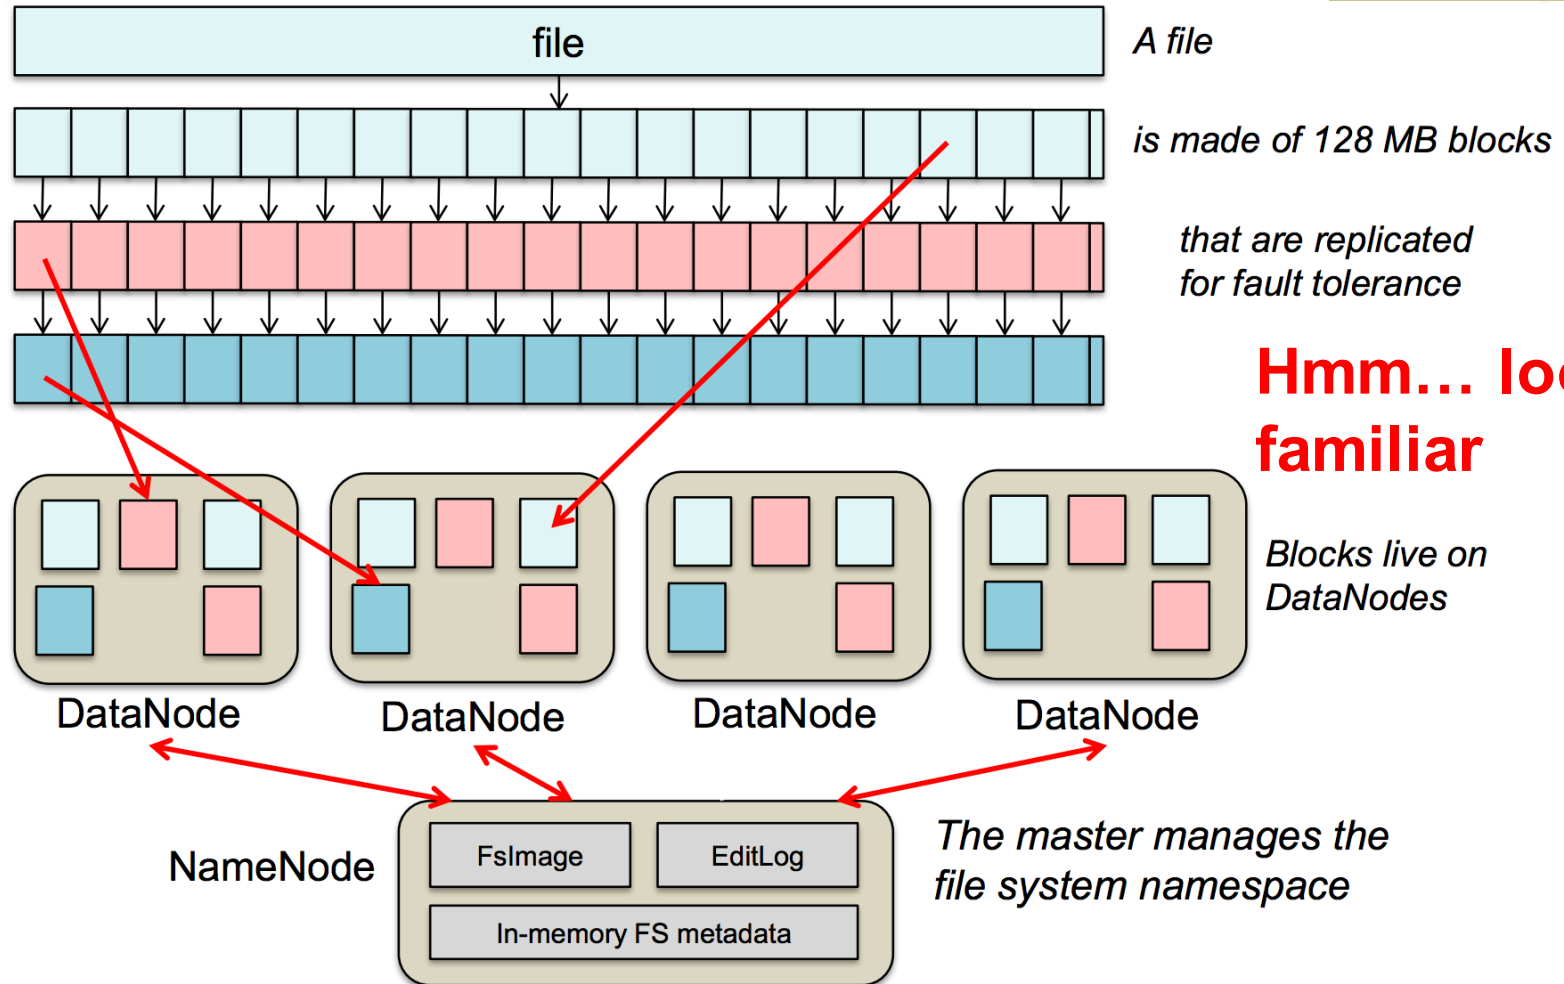 file
A file
is made of 128 MB blocks
that are replicated
for fault tolerance
Hmm...
familiar
Blocks live on
DataNodes
DataNode
DataNode
DataNode
DataNode
NameNode
FsImage
EditLog
In-memory FS metadata
The master manages the
file system namespace